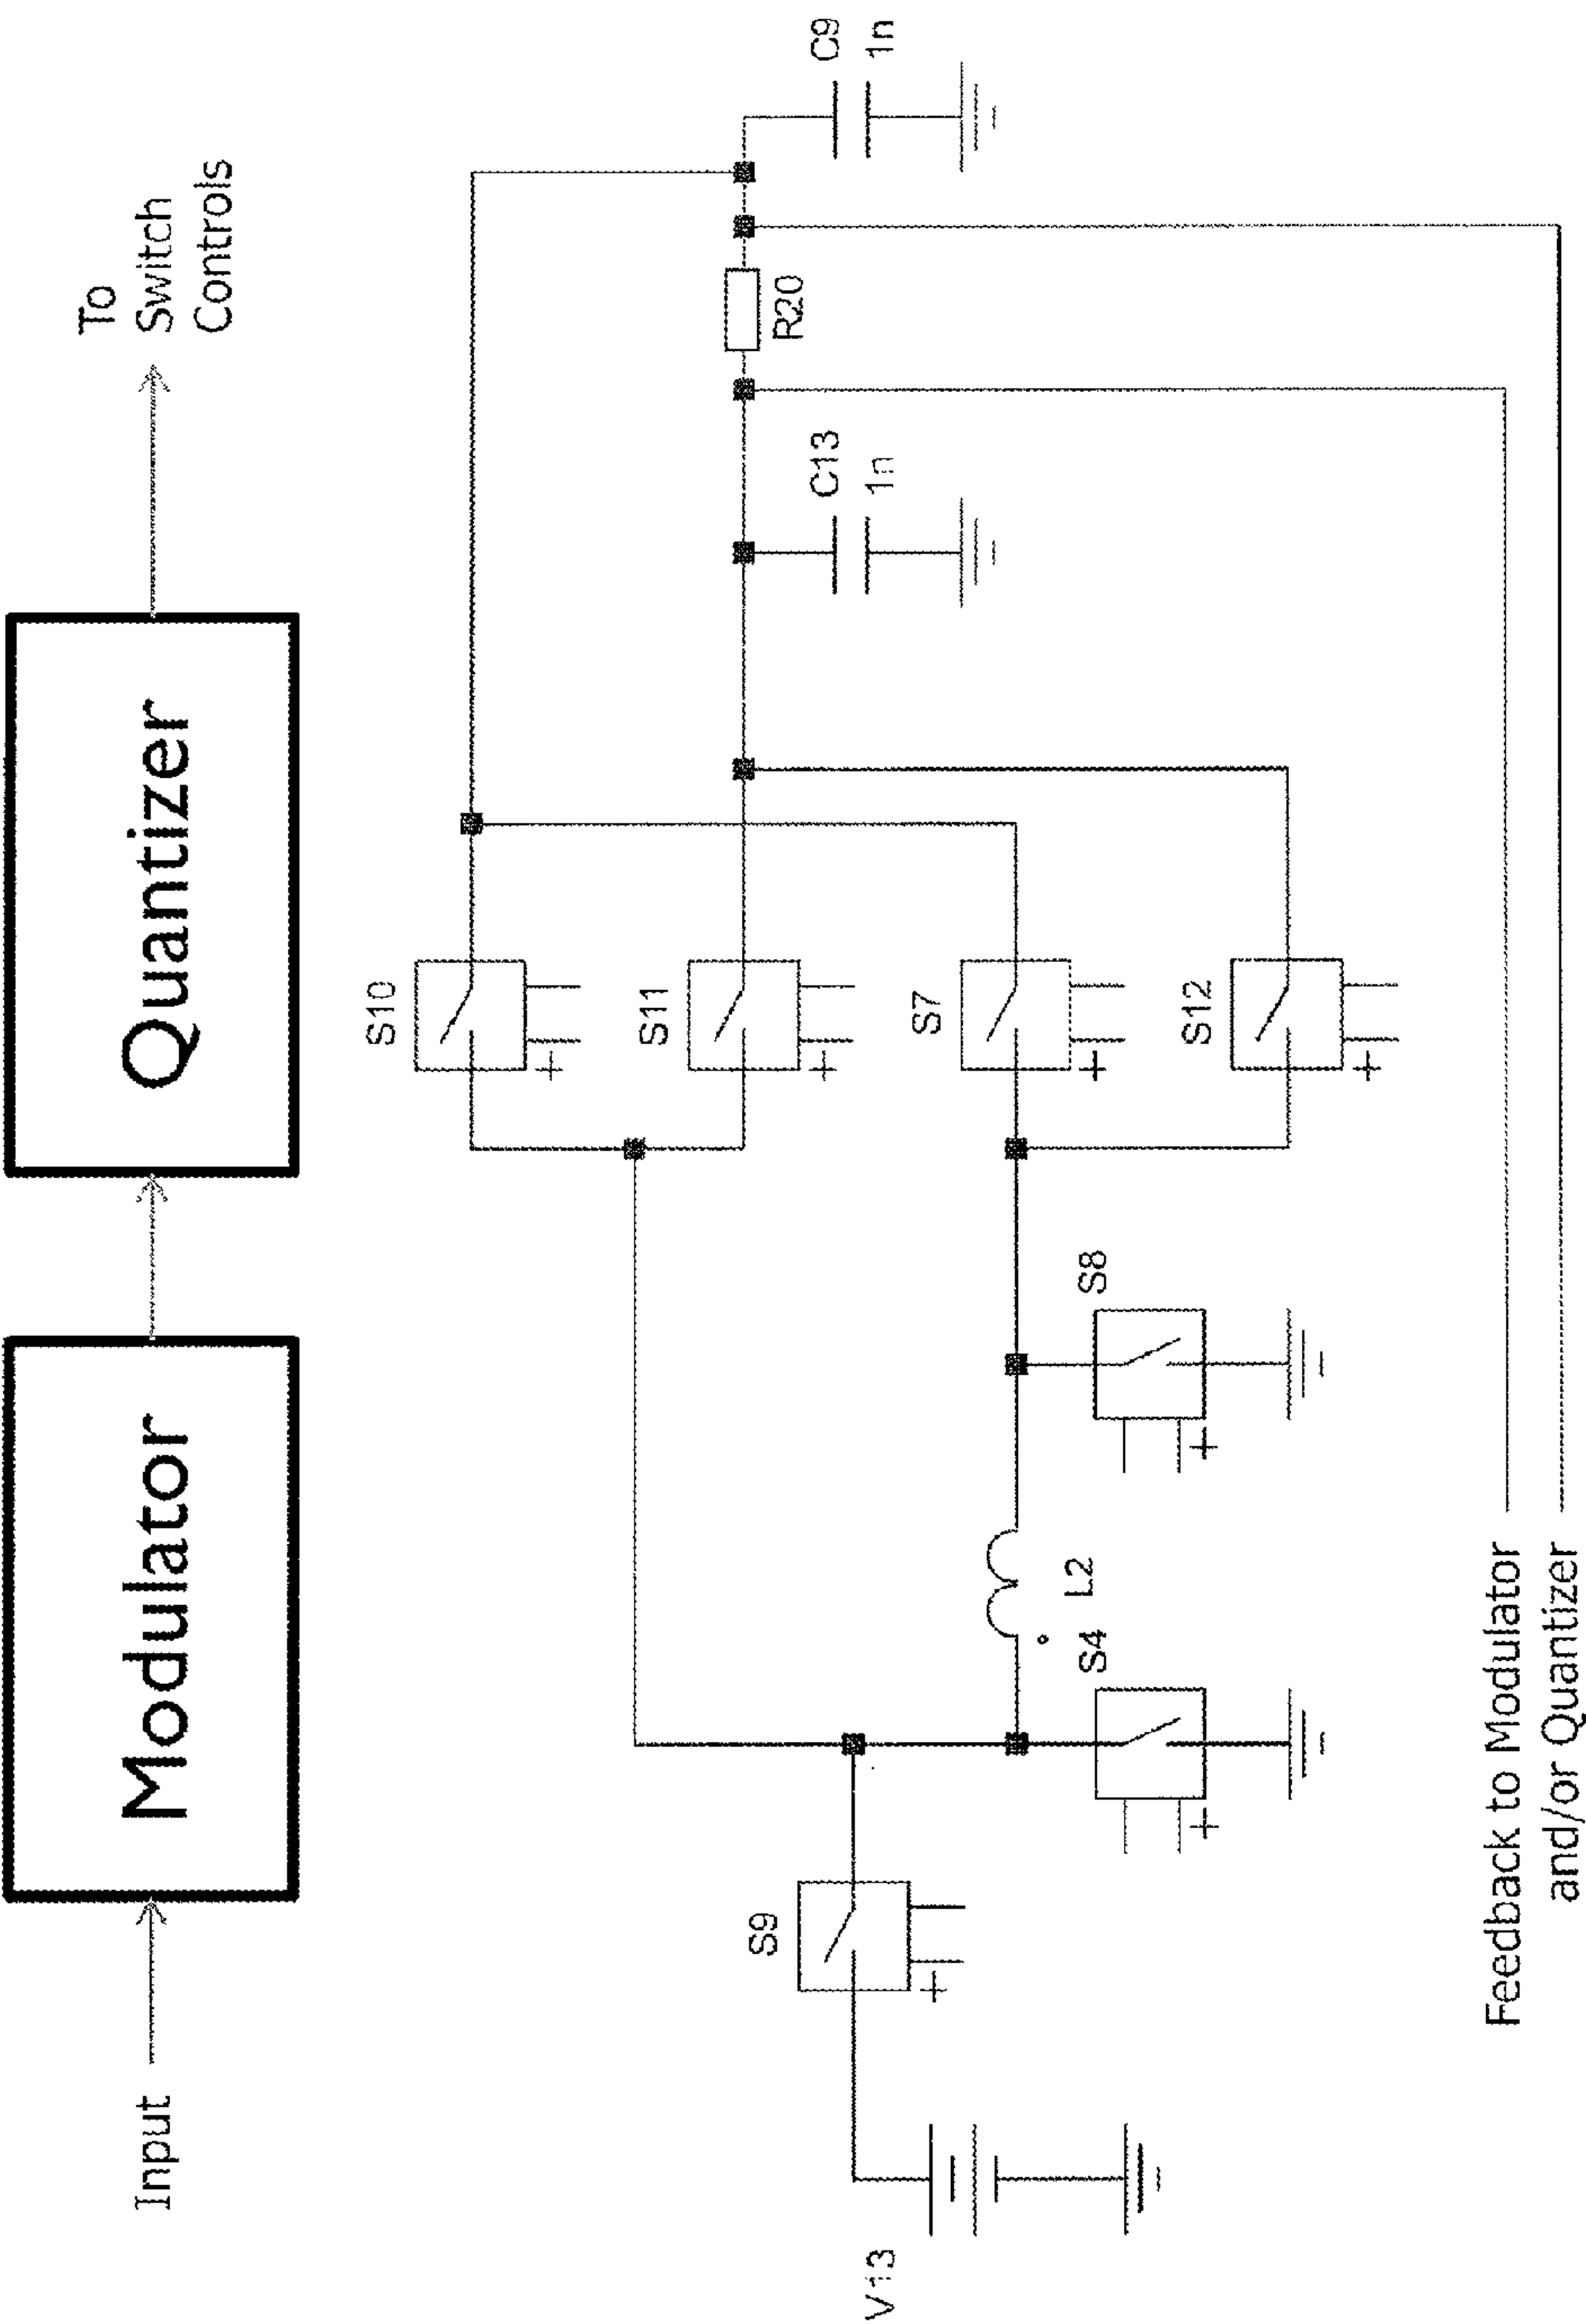 Input
Modulator
Quantizer
To
Switch
Controls
S10
S11
S7
S12
S9
S4
L2
S8
V13
C13
1n
R20
C9
1n
+
+
+
+
+
+
+
Feedback to Modulator
and/or Quantizer